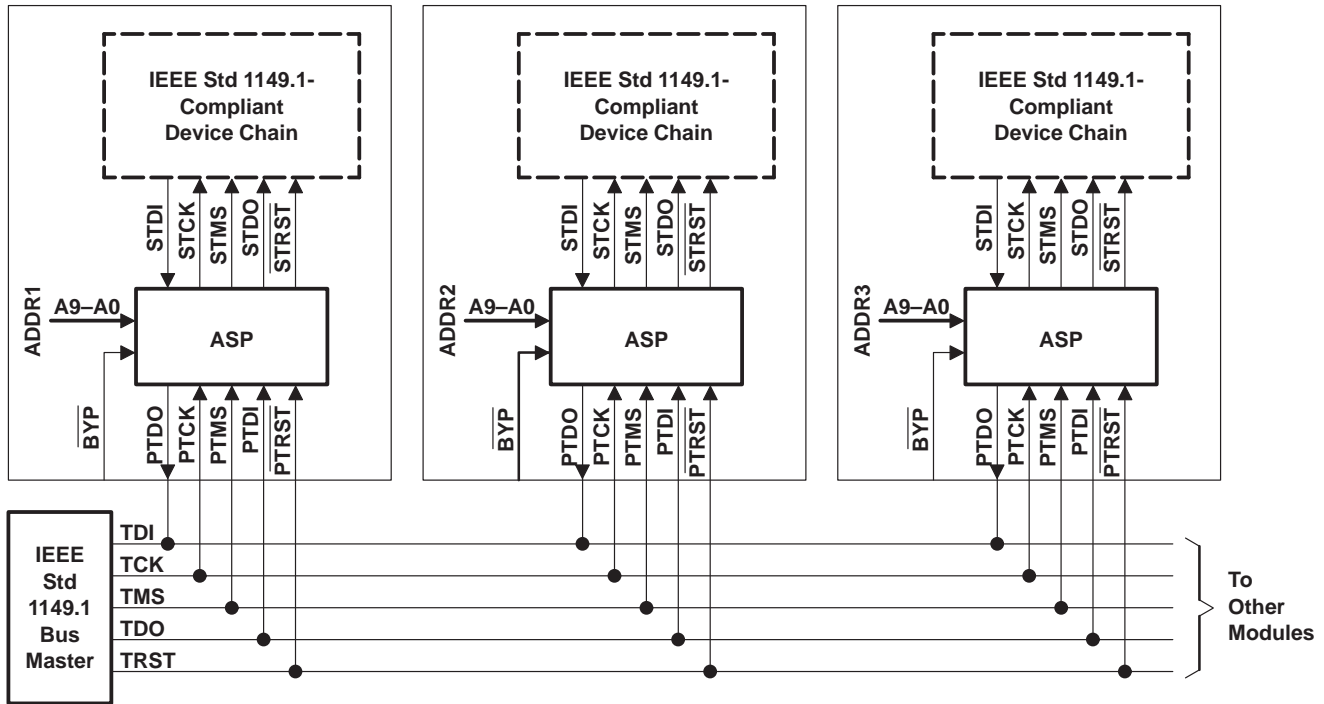 IEEE Std 1149.1-
Compliant
Device Chain
STDI
STCK
STMS
STDO
STRST
ADDR1
A9–A0
ASP
BYP
PTDO
PTCK
PTMS
PTDI
PTRST
IEEE Std 1149.1-
Compliant
Device Chain
STDI
STCK
STMS
STDO
STRST
ADDR2
A9–A0
ASP
BYP
PTDO
PTCK
PTMS
PTDI
PTRST
IEEE Std 1149.1-
Compliant
Device Chain
STDI
STCK
STMS
STDO
STRST
ADDR3
A9–A0
ASP
BYP
PTDO
PTCK
PTMS
PTDI
PTRST
IEEE
Std
1149.1
Bus
Master
TDI
TCK
TMS
TDO
TRST
To
Other
Modules